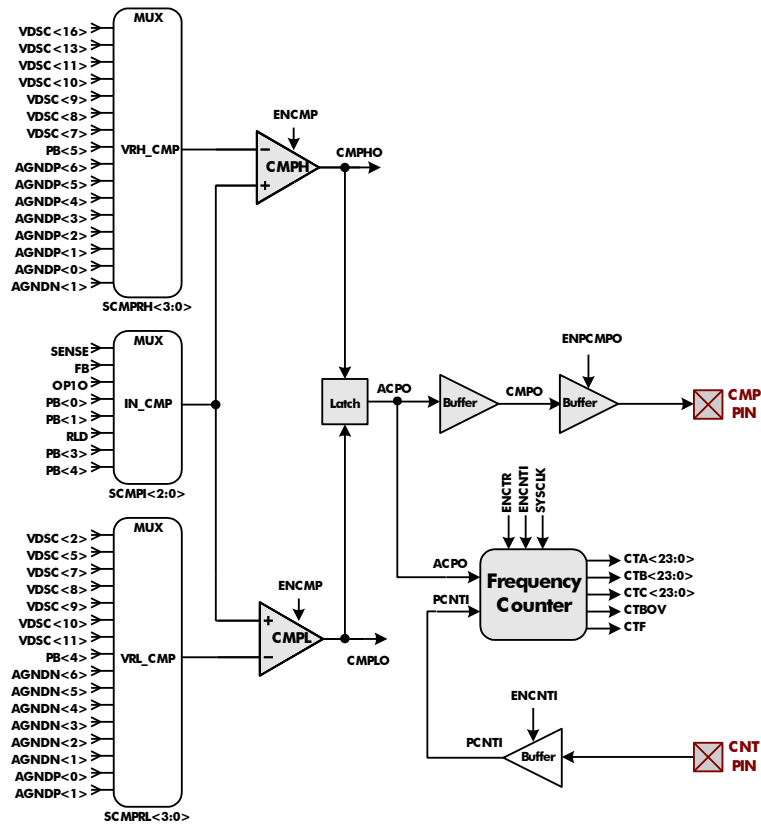 MUX
VDSC<16>
VDSC<13>
VDSC<11>
VDSC<10>
VDSC<9>
VDSC<8>
VDSC<7>
PB<5>
AGNDP<6>
AGNDP<5>
AGNDP<4>
AGNDP<3>
AGNDP<2>
AGNDP<1>
AGNDP<0>
AGNDN<1>
VRH_CMP
SCMPRH<3:0>
ENCMP
CMPH
CMPHO
MUX
SENSE
FB
OP1O
PB<0>
PB<1>
RLD
PB<3>
PB<4>
IN_CMP
SCMPI<2:0>
Latch
ACPO
Buffer
CMPO
ENPCMPO
Buffer
CMP
PIN
MUX
VDSC<2>
VDSC<5>
VDSC<7>
VDSC<8>
VDSC<9>
VDSC<10>
VDSC<11>
PB<4>
AGNDN<6>
AGNDN<5>
AGNDN<4>
AGNDN<3>
AGNDN<2>
AGNDN<1>
AGNDP<0>
AGNDP<1>
VRL_CMP
SCMPRL<3:0>
ENCMP
CMPL
CMPLO
ENCTR
ENCNTI
SYSCLK
ACPO
PCNTI
Frequency
Counter
CTA<23:0>
CTB<23:0>
CTC<23:0>
CTBOV
CTF
ENCNTI
PCNTI
Buffer
CNT
PIN